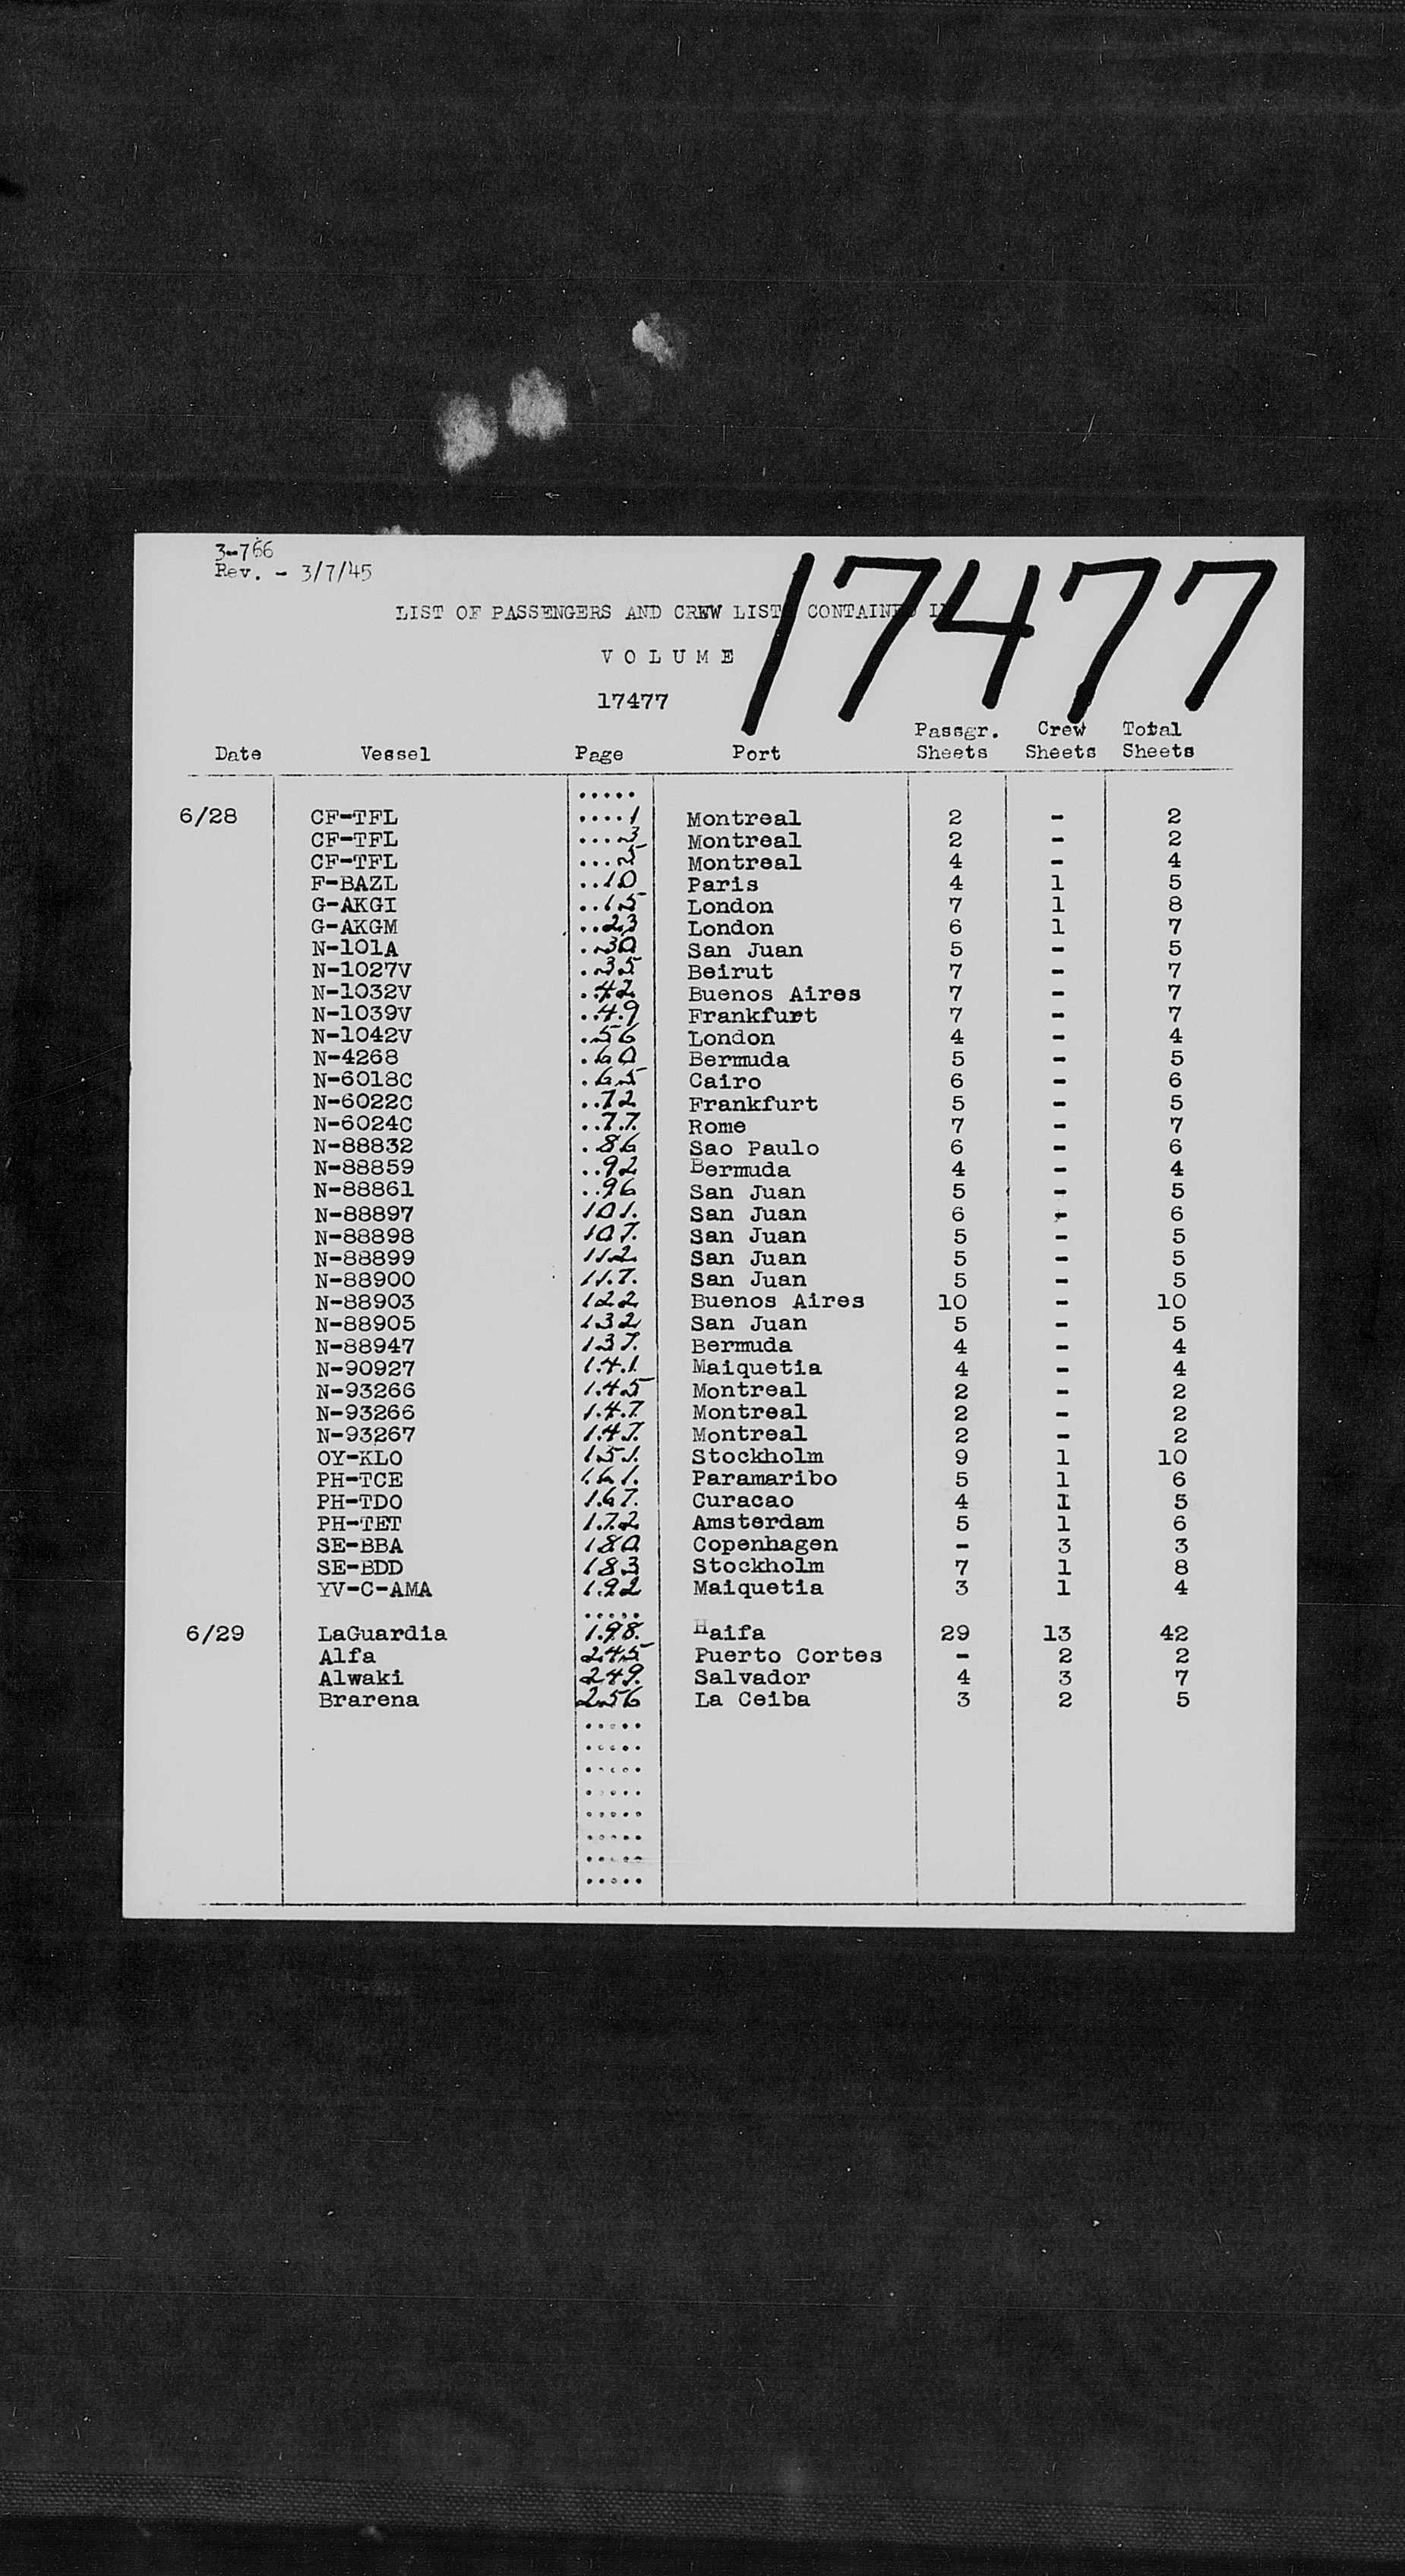 3-766
Rev. - 3/7/45
17477
LIST OF PASSENGERS AND CREW LISTS CONTAINED IN
VOLUME
17477
Date Vessel Page Port Passgr. Sheets Crew Sheets Total Sheets
.....
6/28 CF-TFL ....1 Montreal 2 - 2
CF-TFL ....3 Montreal 2 - 2
CF-TFL ...5 Montreal 4 - 4
F-BAZL ..10 Paris 4 1 5
G-AKGI ..15 London 7 1 8
G-AKGM ..23 London 6 1 7
N-101A ..30 San Juan 5 - 5
N-1027V ..35 Beirut 7 - 7
N-1032V ..42 Buenos Aires 7 - 7
N-1039V ..49 Frankfurt 7 - 7
N-1042V ..56 London 4 - 4
N-4268 ..60 Bermuda 5 - 5
N-6018C ..65 Cairo 6 - 6
N-6022C ..72 Frankfurt 5 - 5
N-6024C ..77. Rome 7 - 7
N-88832 ..86 Sao Paulo 6 - 6
N-88859 ..92 Bermuda 4 - 4
N-88861 ..96 San Juan 5 - 5
N-88897 101. San Juan 6 - 6
N-88898 107. San Juan 5 - 5
N-88899 112 San Juan 5 - 5
N-88900 117. San Juan 5 - 5
N-88903 122 Buenos Aires 10 - 10
N-88905 132 San Juan 5 - 5
N-88947 137. Bermuda 4 - 4
N-90927 141 Maiquetia 4 - 4
N-93266 145 Montreal 2 - 2
N-93266 147 Montreal 2 - 2
N-93267 147. Montreal 2 - 2
OY-KLO 151. Stockholm 9 1 10
PH-TCE 161. Paramaribo 5 1 6
PH-TDO 167. Curacao 4 1 5
PH-TET 172 Amsterdam 5 1 6
SE-BBA 180 Copenhagen - 3 3
SE-BDD 183 Stockholm 7 1 8
YV-C-AMA 192 Maiquetia 3 1 4
.....
6/29 LaGuardia 198. Haifa 29 13 42
Alfa 245 Puerto Cortes - 2 2
Alwaki 249. Salvador 4 3 7
Brarena 256 La Ceiba 3 2 5
.....
.....
.....
.....
.....
.....
.....
.....